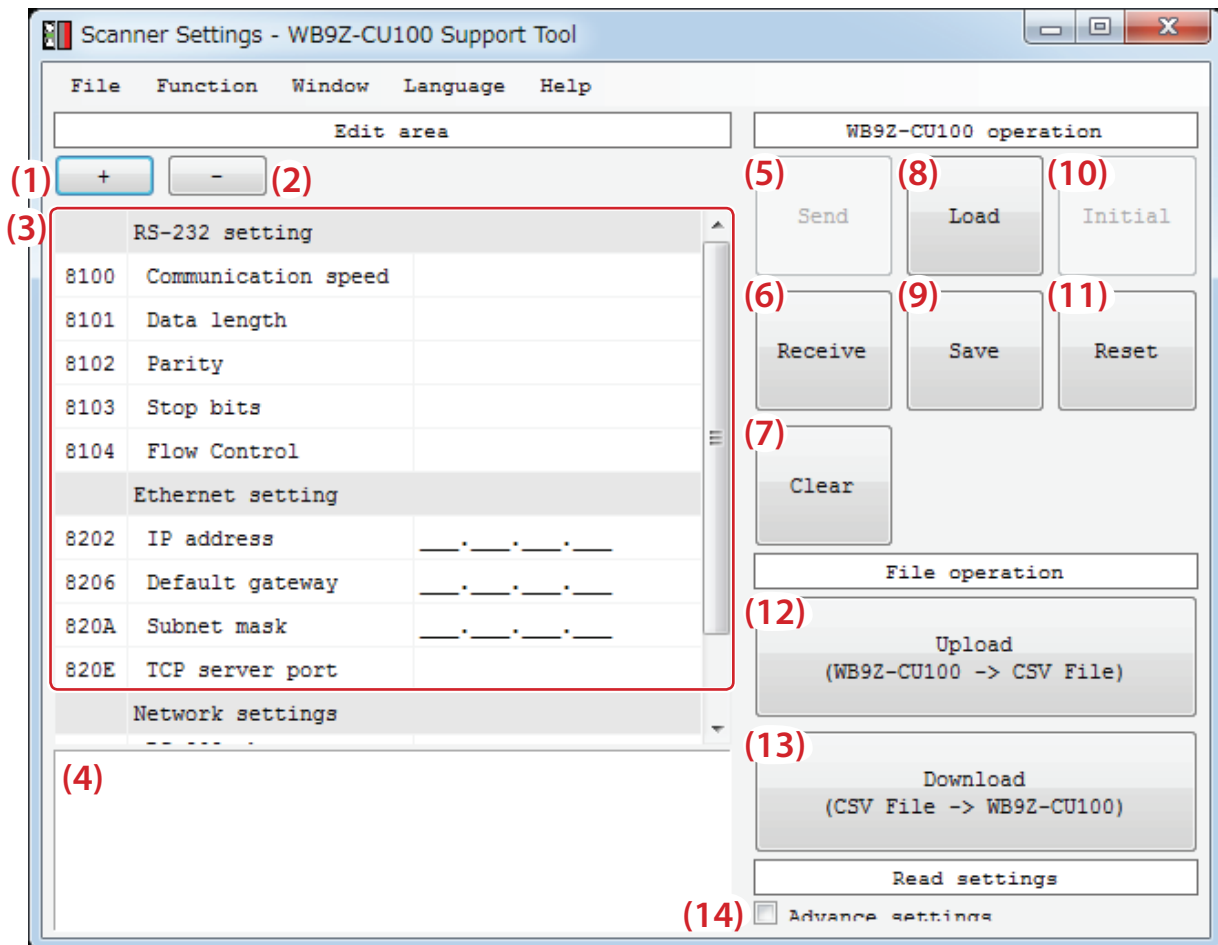 Scanner Settings - WB9Z-CU100 Support Tool
File Function Window Language Help
Edit area
(1) + - (2)
(3)
RS-232 setting
8100 Communication speed
8101 Data length
8102 Parity
8103 Stop bits
8104 Flow Control
Ethernet setting
8202 IP address ___.___.___.___
8206 Default gateway ___.___.___.___
820A Subnet mask ___.___.___.___
820E TCP server port
Network settings
(4)
WB9Z-CU100 operation
(5) (8) (10)
Send Load Initial
(6) (9) (11)
Receive Save Reset
(7)
Clear
File operation
(12)
Upload
(WB9Z-CU100 -> CSV File)
(13)
Download
(CSV File -> WB9Z-CU100)
Read settings
(14) Advance settings